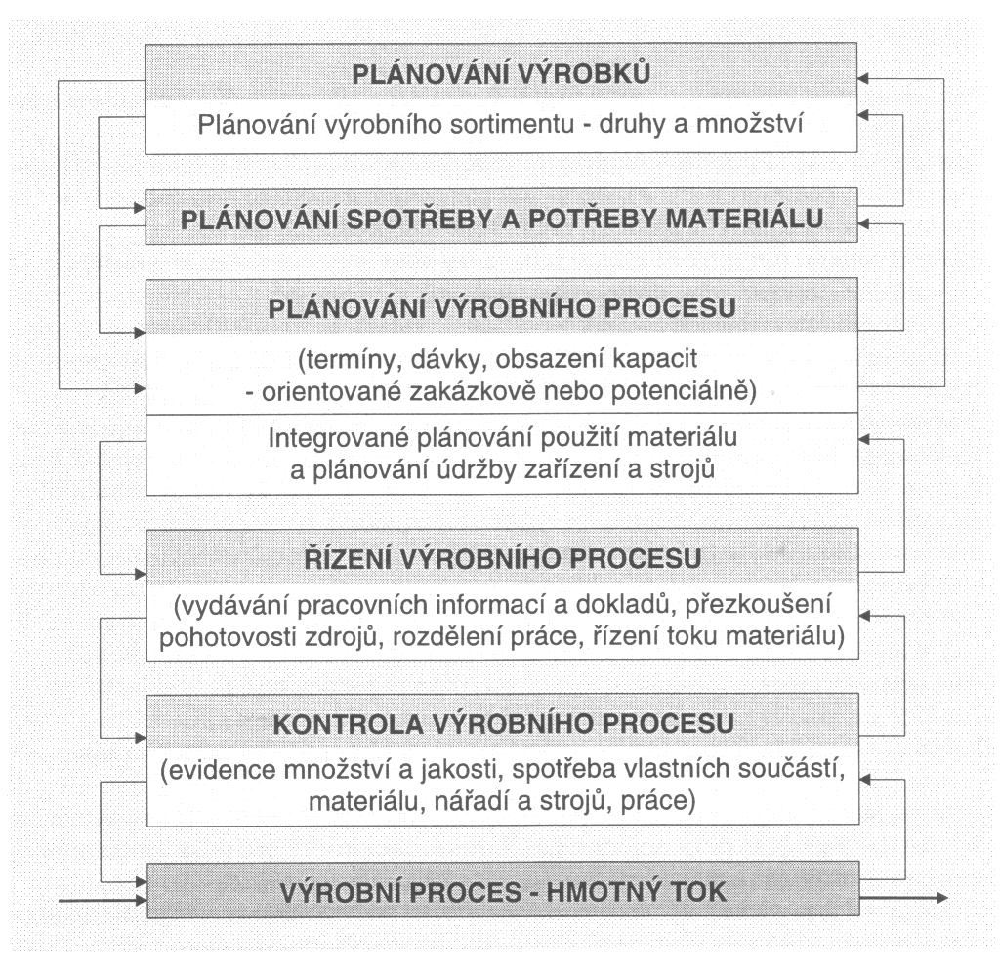 PLÁNOVÁNÍ VÝROBKŮ
Plánování výrobního sortimentu - druhy a množství
PLÁNOVÁNÍ SPOTŘEBY A POTŘEBY MATERIÁLU
PLÁNOVÁNÍ VÝROBNÍHO PROCESU
(termíny, dávky, obsazení kapacit
- orientované zakázkově nebo potenciálně)
Integrované plánování použití materiálu
a plánování údržby zařízení a strojů
ŘÍZENÍ VÝROBNÍHO PROCESU
(vydávání pracovních informací a dokladů, přezkoušení
pohotovosti zdrojů, rozdělení práce, řízení toku materiálu)
KONTROLA VÝROBNÍHO PROCESU
(evidence množství a jakosti, spotřeba vlastních součástí,
materiálu, nářadí a strojů, práce)
VÝROBNÍ PROCES - HMOTNÝ TOK